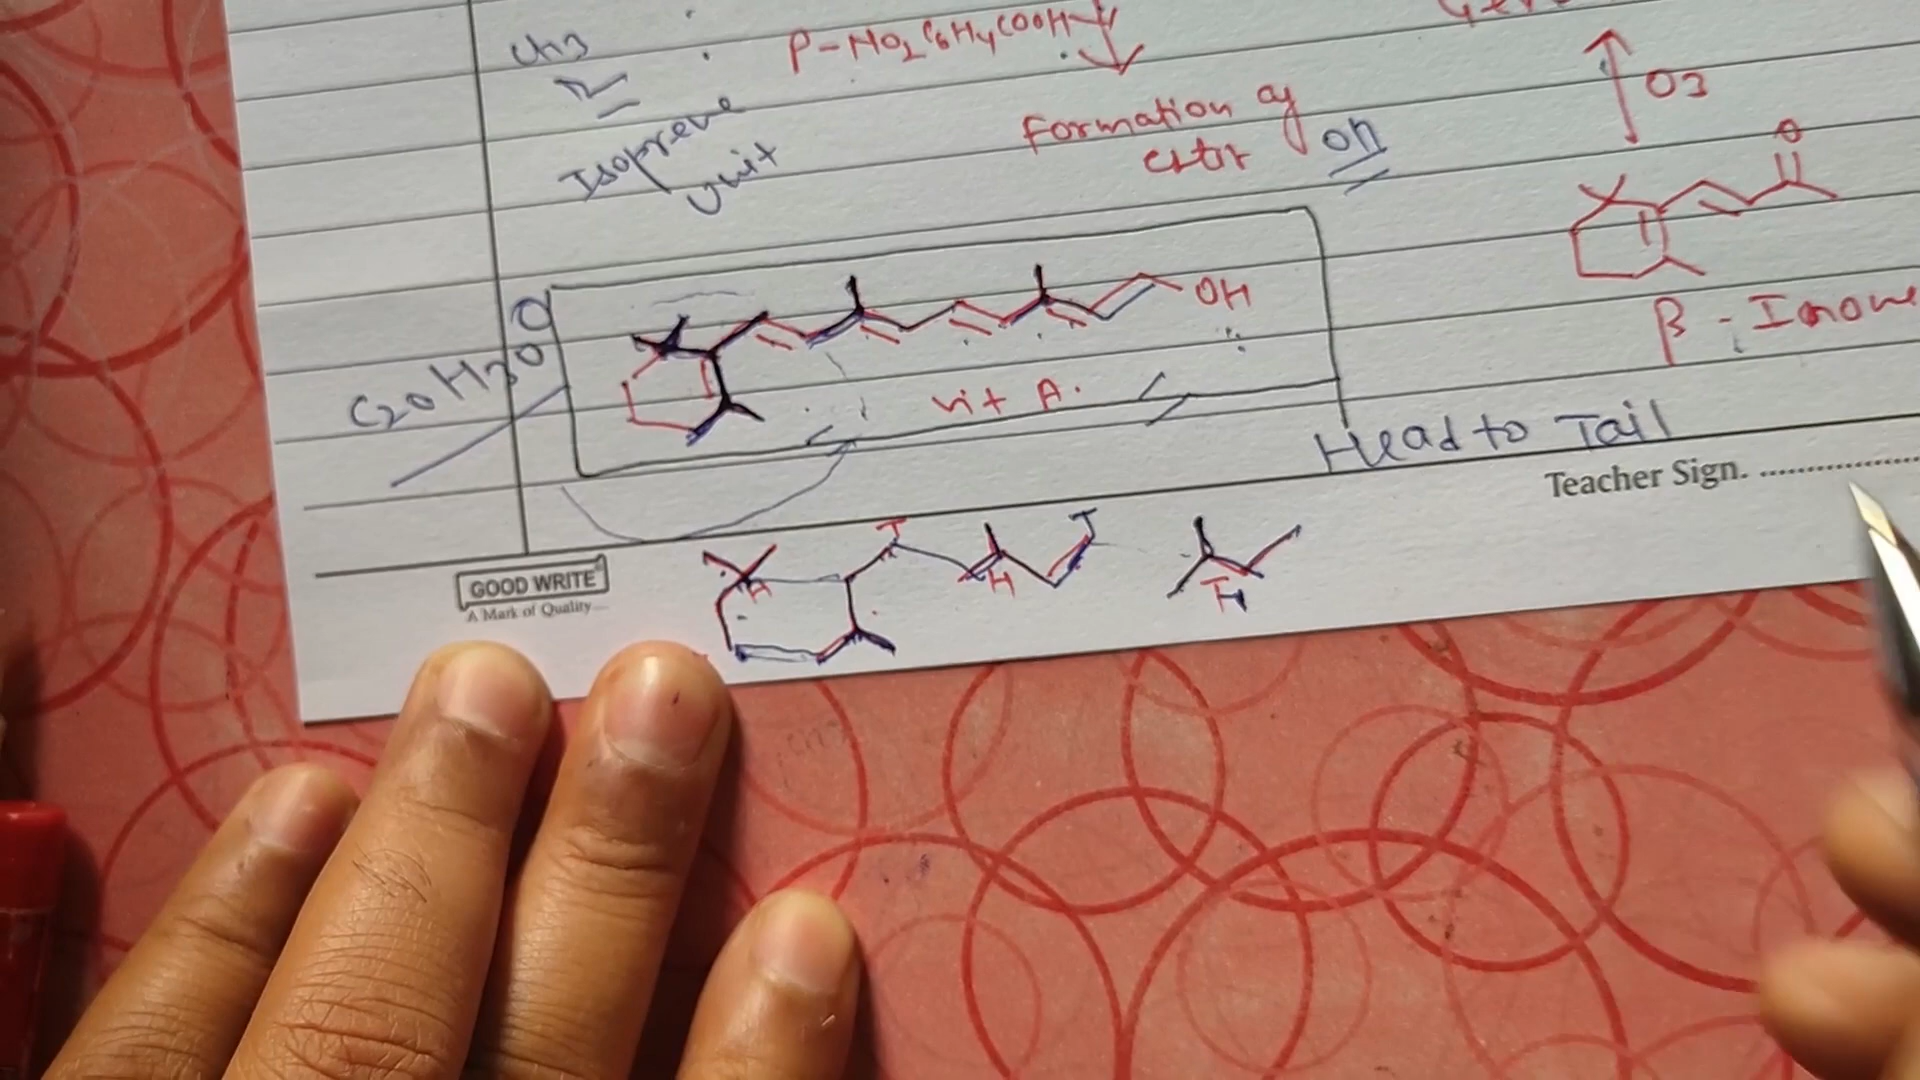 CH3
P-NO2C6H4COOH
Isoprene
unit
Formation of
OH
O3
O
OH
C20H30O
vit A.
β -
Head to Tail
Teacher Sign. ....................
GOOD WRITE
A Mark of Quality
T
T
H
H
T
H